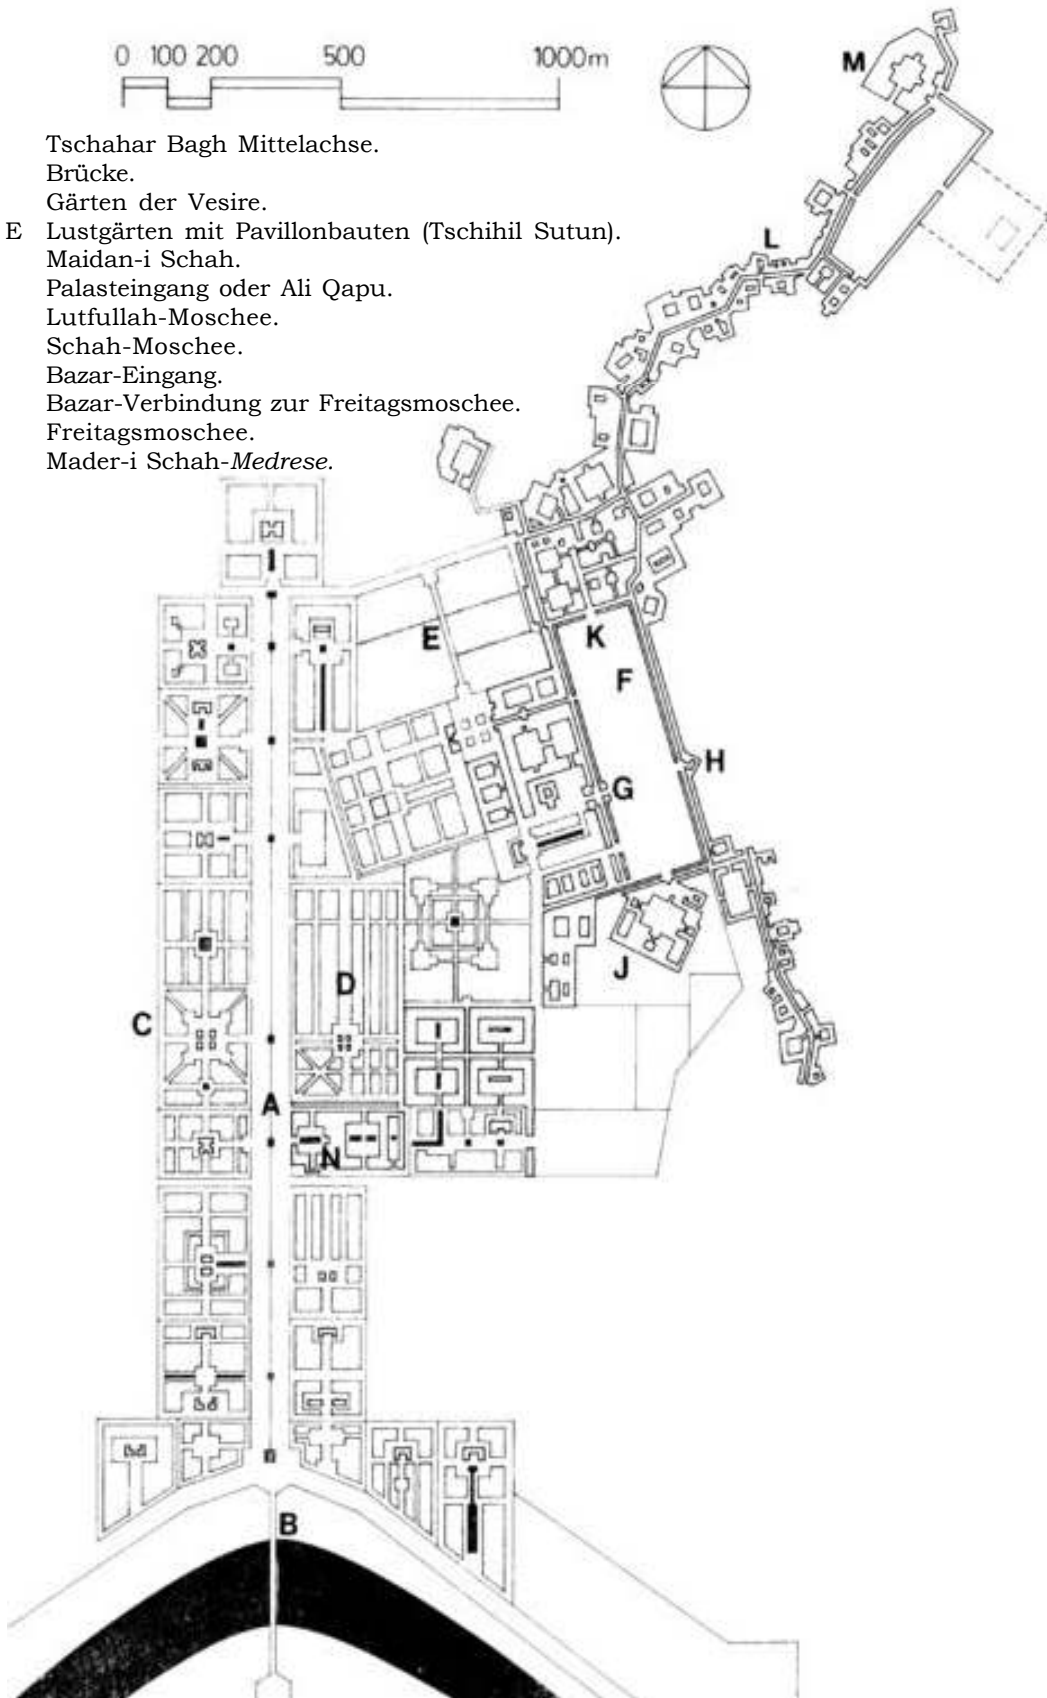 0 100 200 500 1000m
M
Tschahar Bagh Mittelachse.
Brücke.
Gärten der Vesire.
E Lustgärten mit Pavillonbauten (Tschihil Sutun).
L
Maidan-i Schah.
Palasteingang oder Ali Qapu.
Lutfullah-Moschee.
Schah-Moschee.
Bazar-Eingang.
Bazar-Verbindung zur Freitagsmoschee.
Freitagsmoschee.
Mader-i Schah-Medrese.
E
K
F
H
G
J
D
C
A
N
B